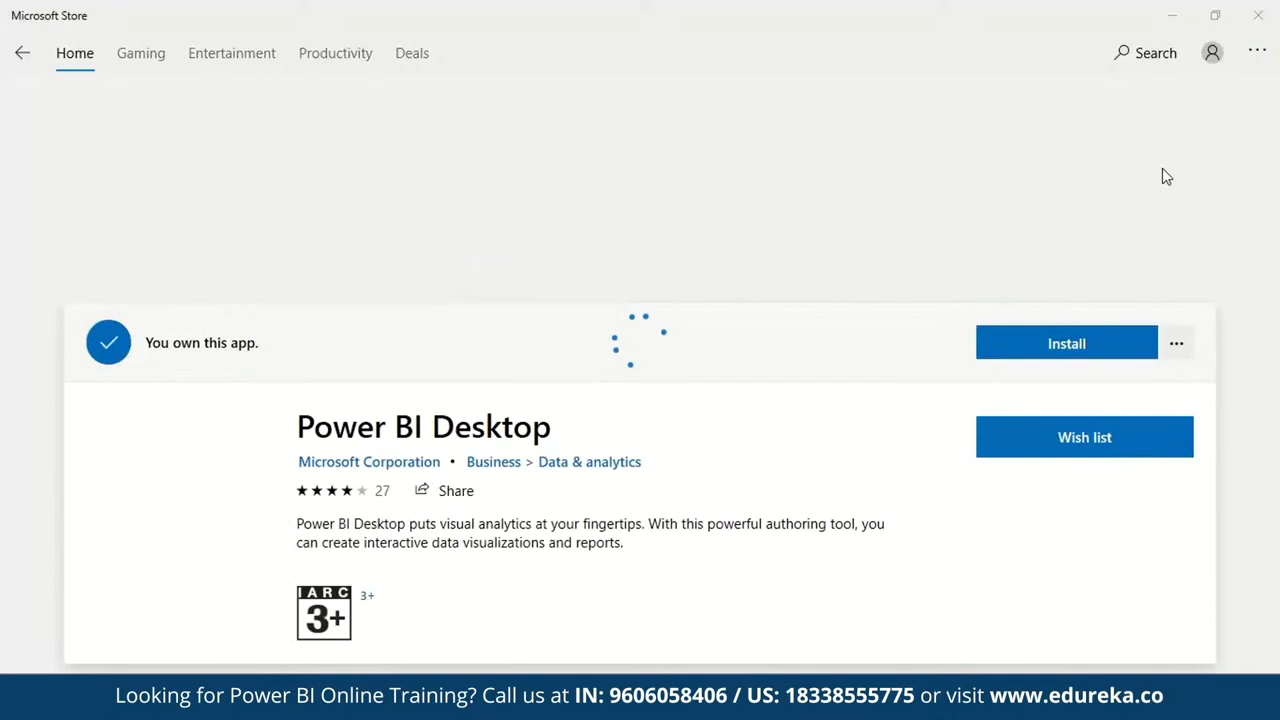 Microsoft Store
Home Gaming Entertainment Productivity Deals Search
You own this app. Install
Power BI Desktop
Wish list
Microsoft Corporation • Business > Data & analytics
27 Share
Power BI Desktop puts visual analytics at your fingertips. With this powerful authoring tool, you
can create interactive data visualizations and reports.
IARC
3+ 3+
Looking for Power BI Online Training? Call us at IN: 9606058406 / US: 18338555775 or visit www.edureka.co